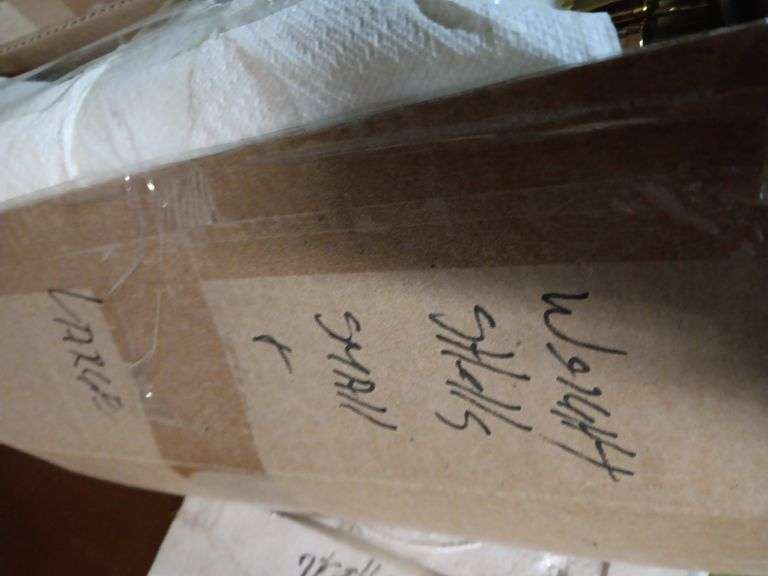 WalNut
SHElls
SMAll
+
LARGE